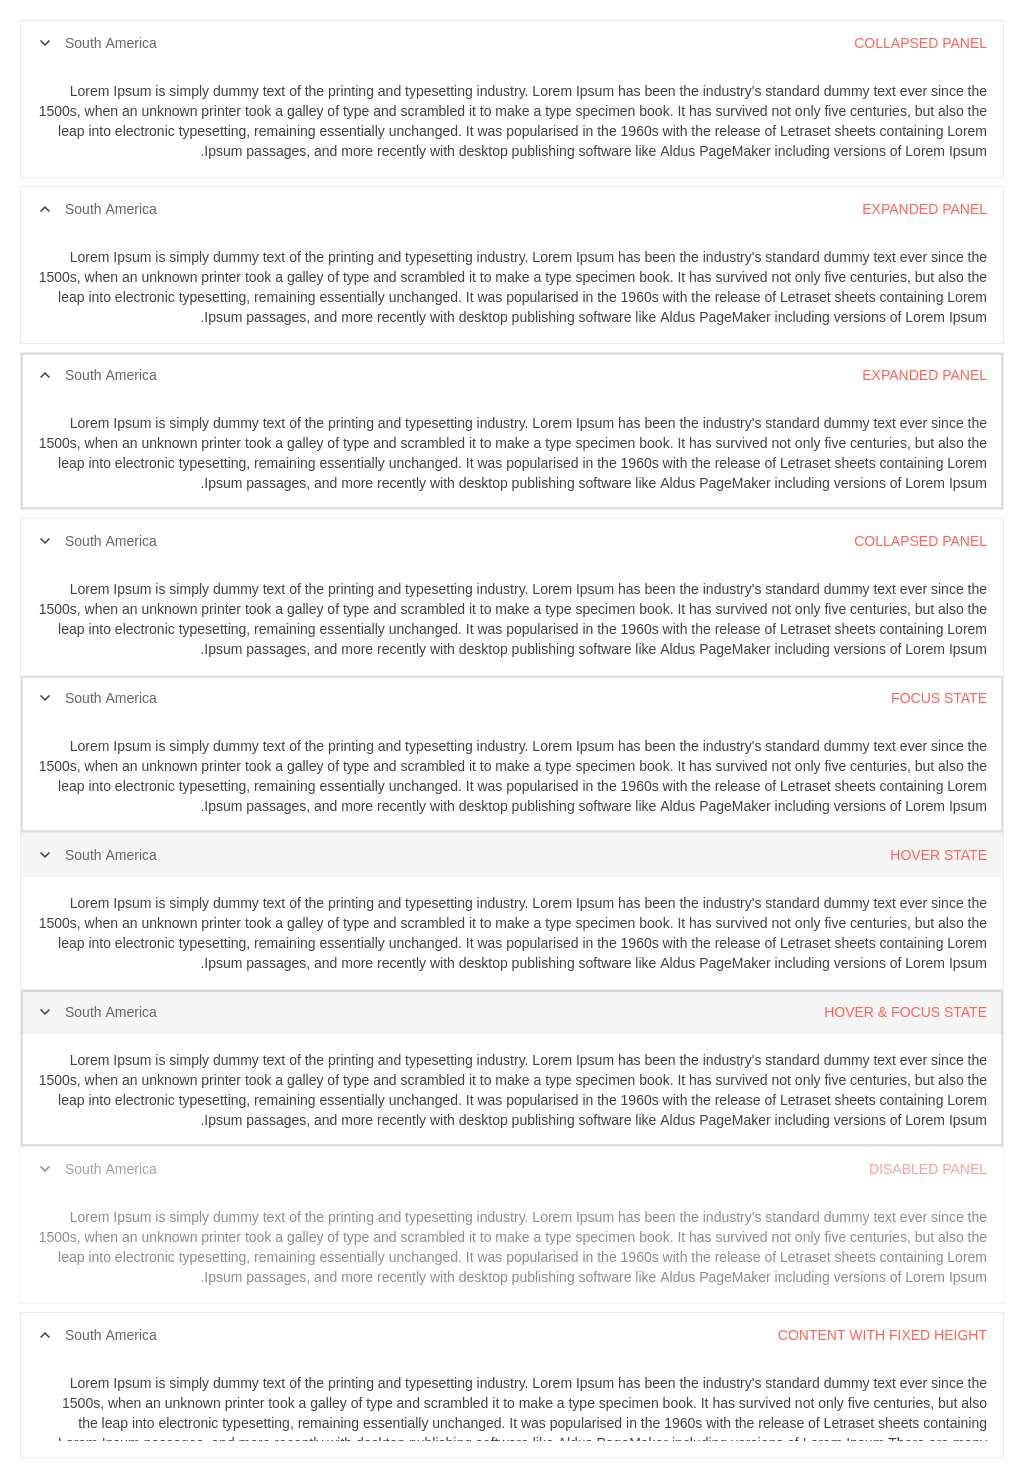 COLLAPSED PANEL South America
Lorem Ipsum is simply dummy text of the printing and typesetting industry. Lorem Ipsum has been the industry's standard dummy text ever since the
1500s, when an unknown printer took a galley of type and scrambled it to make a type specimen book. It has survived not only five centuries, but also the
leap into electronic typesetting, remaining essentially unchanged. It was popularised in the 1960s with the release of Letraset sheets containing Lorem
.Ipsum passages, and more recently with desktop publishing software like Aldus PageMaker including versions of Lorem Ipsum
EXPANDED PANEL South America
Lorem Ipsum is simply dummy text of the printing and typesetting industry. Lorem Ipsum has been the industry's standard dummy text ever since the
1500s, when an unknown printer took a galley of type and scrambled it to make a type specimen book. It has survived not only five centuries, but also the
leap into electronic typesetting, remaining essentially unchanged. It was popularised in the 1960s with the release of Letraset sheets containing Lorem
.Ipsum passages, and more recently with desktop publishing software like Aldus PageMaker including versions of Lorem Ipsum
EXPANDED PANEL South America
Lorem Ipsum is simply dummy text of the printing and typesetting industry. Lorem Ipsum has been the industry's standard dummy text ever since the
1500s, when an unknown printer took a galley of type and scrambled it to make a type specimen book. It has survived not only five centuries, but also the
leap into electronic typesetting, remaining essentially unchanged. It was popularised in the 1960s with the release of Letraset sheets containing Lorem
.Ipsum passages, and more recently with desktop publishing software like Aldus PageMaker including versions of Lorem Ipsum
COLLAPSED PANEL South America
Lorem Ipsum is simply dummy text of the printing and typesetting industry. Lorem Ipsum has been the industry's standard dummy text ever since the
1500s, when an unknown printer took a galley of type and scrambled it to make a type specimen book. It has survived not only five centuries, but also the
leap into electronic typesetting, remaining essentially unchanged. It was popularised in the 1960s with the release of Letraset sheets containing Lorem
.Ipsum passages, and more recently with desktop publishing software like Aldus PageMaker including versions of Lorem Ipsum
FOCUS STATE South America
Lorem Ipsum is simply dummy text of the printing and typesetting industry. Lorem Ipsum has been the industry's standard dummy text ever since the
1500s, when an unknown printer took a galley of type and scrambled it to make a type specimen book. It has survived not only five centuries, but also the
leap into electronic typesetting, remaining essentially unchanged. It was popularised in the 1960s with the release of Letraset sheets containing Lorem
.Ipsum passages, and more recently with desktop publishing software like Aldus PageMaker including versions of Lorem Ipsum
HOVER STATE South America
Lorem Ipsum is simply dummy text of the printing and typesetting industry. Lorem Ipsum has been the industry's standard dummy text ever since the
1500s, when an unknown printer took a galley of type and scrambled it to make a type specimen book. It has survived not only five centuries, but also the
leap into electronic typesetting, remaining essentially unchanged. It was popularised in the 1960s with the release of Letraset sheets containing Lorem
.Ipsum passages, and more recently with desktop publishing software like Aldus PageMaker including versions of Lorem Ipsum
HOVER & FOCUS STATE South America
Lorem Ipsum is simply dummy text of the printing and typesetting industry. Lorem Ipsum has been the industry's standard dummy text ever since the
1500s, when an unknown printer took a galley of type and scrambled it to make a type specimen book. It has survived not only five centuries, but also the
leap into electronic typesetting, remaining essentially unchanged. It was popularised in the 1960s with the release of Letraset sheets containing Lorem
.Ipsum passages, and more recently with desktop publishing software like Aldus PageMaker including versions of Lorem Ipsum
DISABLED PANEL South America
Lorem Ipsum is simply dummy text of the printing and typesetting industry. Lorem Ipsum has been the industry's standard dummy text ever since the
1500s, when an unknown printer took a galley of type and scrambled it to make a type specimen book. It has survived not only five centuries, but also the
leap into electronic typesetting, remaining essentially unchanged. It was popularised in the 1960s with the release of Letraset sheets containing Lorem
.Ipsum passages, and more recently with desktop publishing software like Aldus PageMaker including versions of Lorem Ipsum
CONTENT WITH FIXED HEIGHT South America
Lorem Ipsum is simply dummy text of the printing and typesetting industry. Lorem Ipsum has been the industry's standard dummy text ever since the
1500s, when an unknown printer took a galley of type and scrambled it to make a type specimen book. It has survived not only five centuries, but also
the leap into electronic typesetting, remaining essentially unchanged. It was popularised in the 1960s with the release of Letraset sheets containing